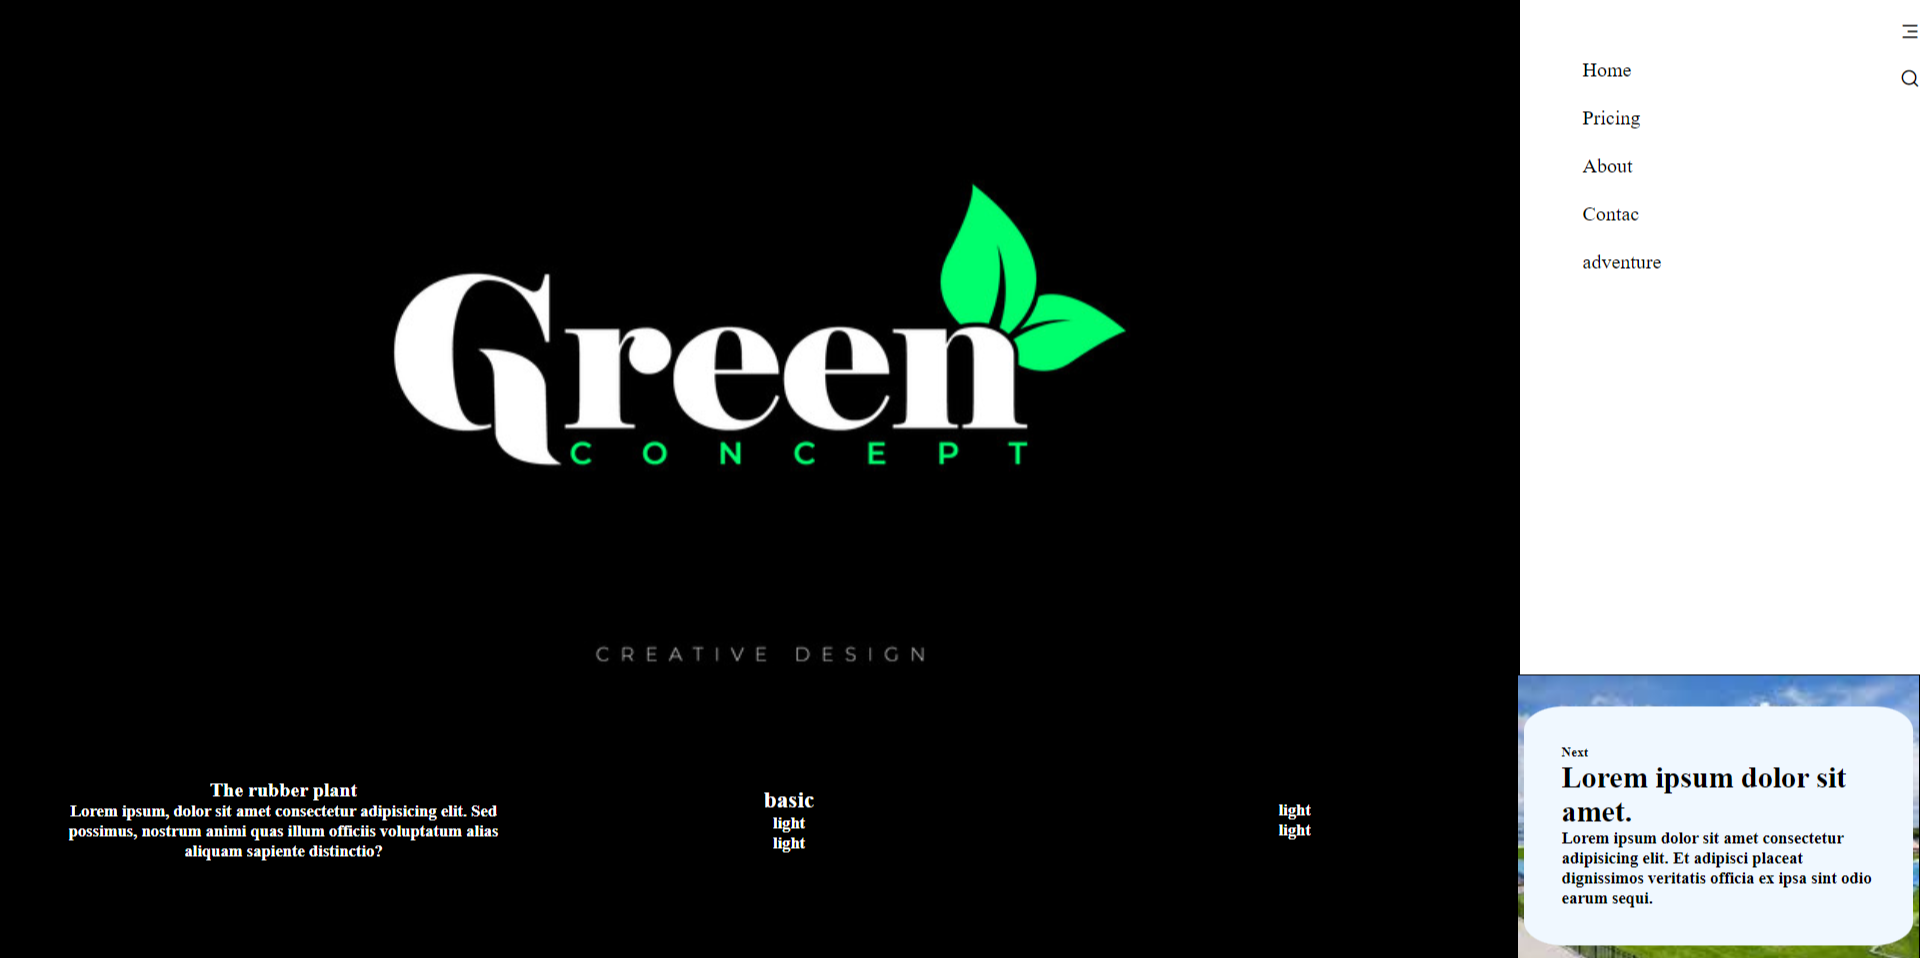 Green
CONCEPT
CREATIVE DESIGN
The rubber plant
Lorem ipsum, dolor sit amet consectetur adipisicing elit. Sed
possimus, nostrum animi quas illum officiis voluptatum alias
aliquam sapiente distinctio?
basic
light
light
light
light
Home
Pricing
About
Contac
adventure
Next
Lorem ipsum dolor sit
amet.
Lorem ipsum dolor sit amet consectetur
adipisicing elit. Et adipisci placeat
dignissimos veritatis officia ex ipsa sint odio
earum sequi.